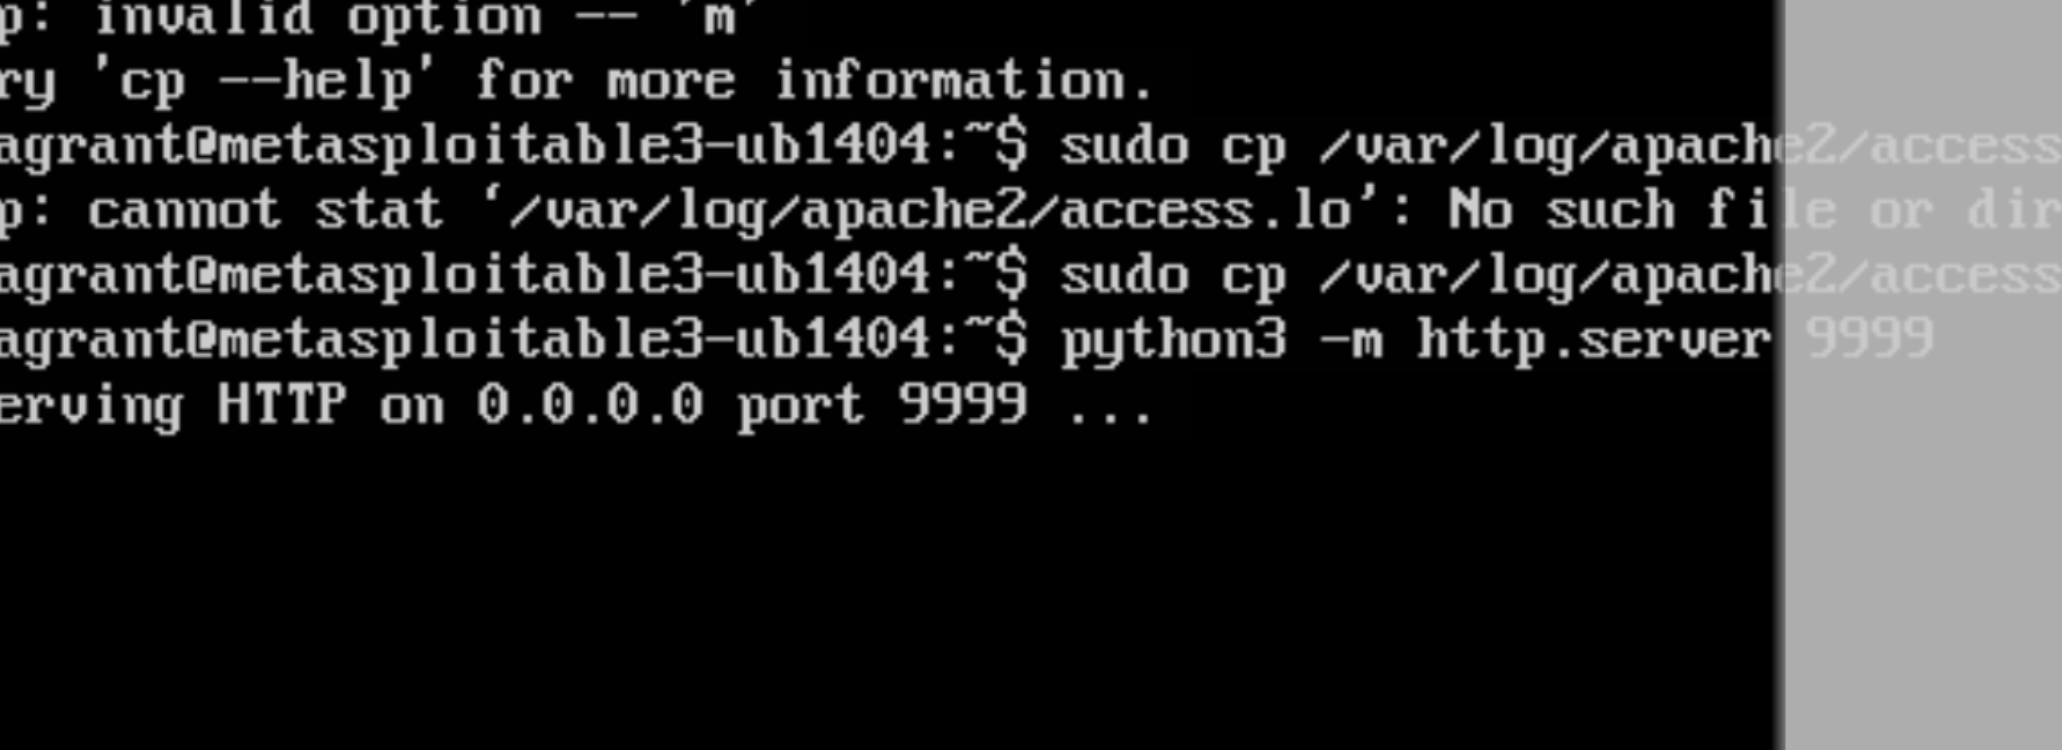 p: invalid option -- 'm'
ry 'cp --help' for more information.
agrant@metasploitable3-ub1404:~$ sudo cp /var/log/apache2/access
p: cannot stat ‘/var/log/apache2/access.lo’: No such file or dir
agrant@metasploitable3-ub1404:~$ sudo cp /var/log/apache2/access
agrant@metasploitable3-ub1404:~$ python3 -m http.server 9999
erving HTTP on 0.0.0.0 port 9999 ...